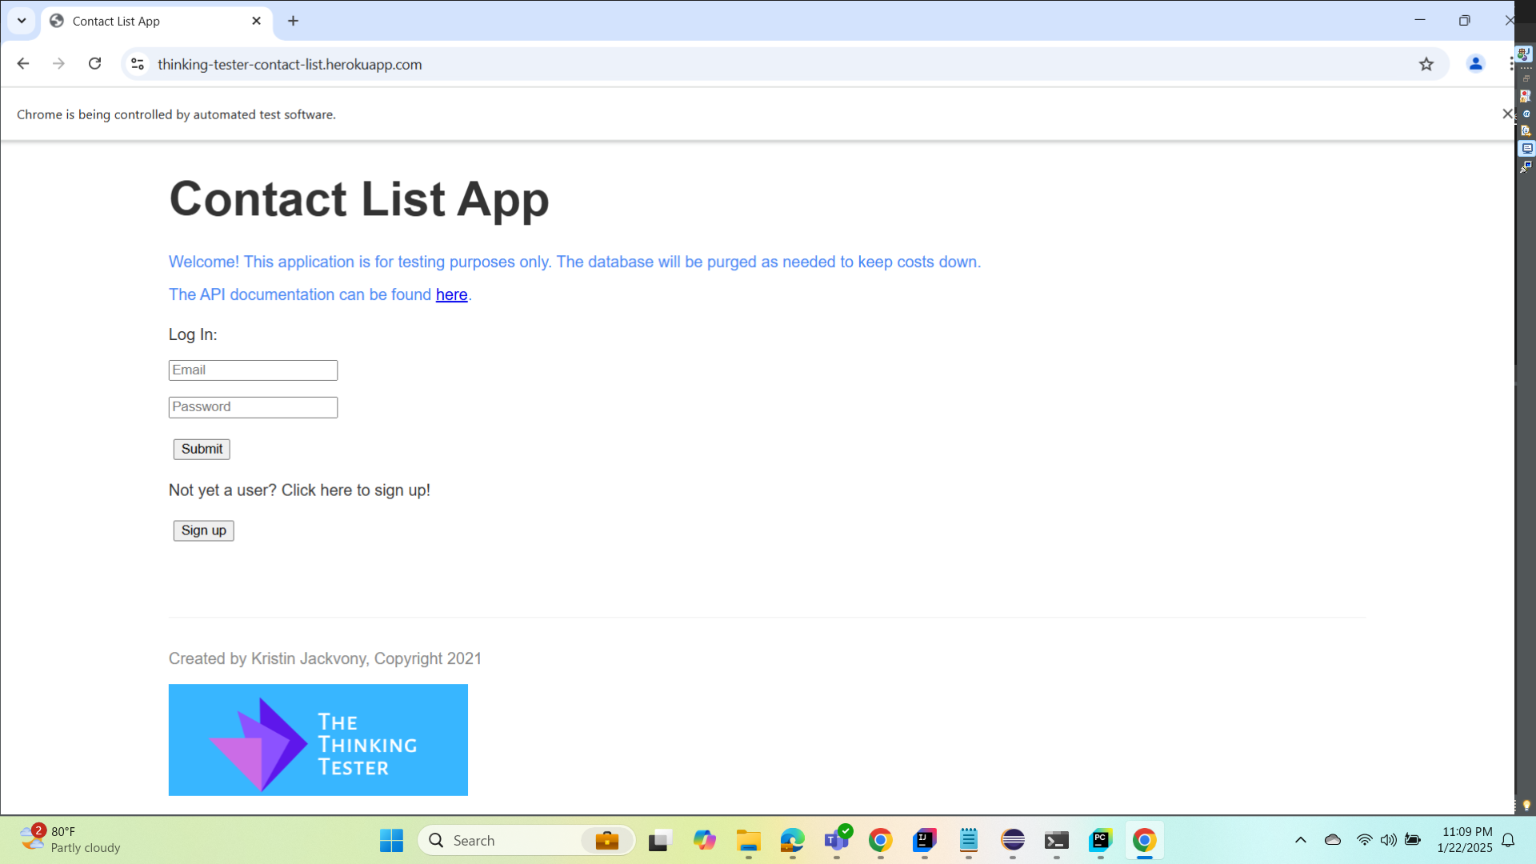 Contact List App
thinking-tester-contact-list.herokuapp.com
Chrome is being controlled by automated test software.
Contact List App
Welcome! This application is for testing purposes only. The database will be purged as needed to keep costs down.
The API documentation can be found here.
Log In:
Email
Password
Submit
Not yet a user? Click here to sign up!
Sign up
Created by Kristin Jackvony, Copyright 2021
THE
THINKING
TESTER
2
80°F
Partly cloudy
Search
T
IJ
PC
11:09 PM
1/22/2025